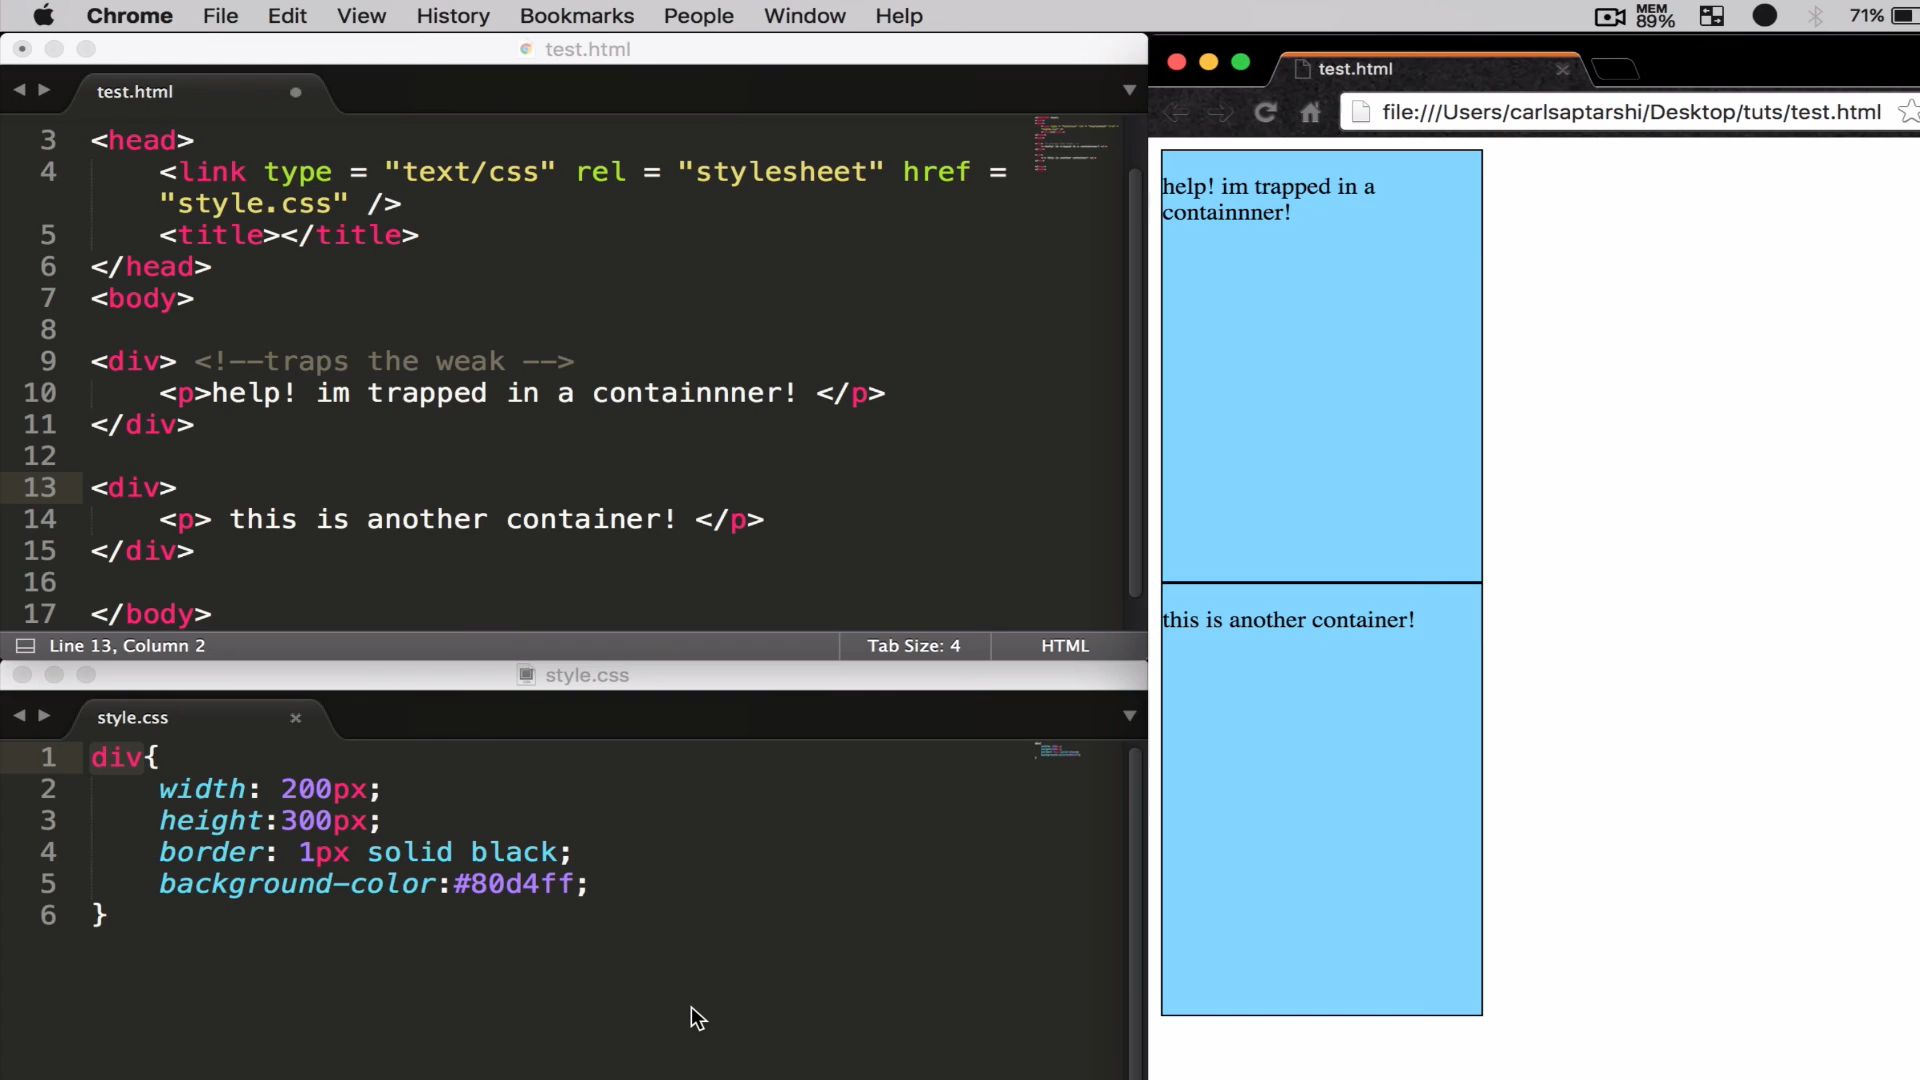 Chrome File Edit View History Bookmarks People Window Help MEM 89% 71%
test.html
test.html
3 <head>
4 <link type = "text/css" rel = "stylesheet" href =
"style.css" />
5 <title></title>
6 </head>
7 <body>
8
9 <div> <!--traps the weak -->
10 <p>help! im trapped in a containnner! </p>
11 </div>
12
13 <div>
14 <p> this is another container! </p>
15 </div>
16
17 </body>
Line 13, Column 2 Tab Size: 4 HTML
style.css
style.css
1 div{
2 width: 200px;
3 height:300px;
4 border: 1px solid black;
5 background-color:#80d4ff;
6 }
test.html
file:///Users/carlsaptarshi/Desktop/tuts/test.html
help! im trapped in a
containnner!
this is another container!